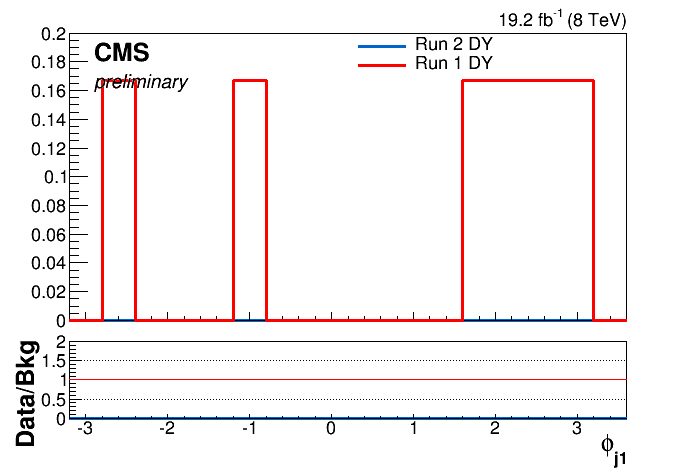 19.2 fb-1 (8 TeV)
CMS
preliminary
Run 2 DY
Run 1 DY
0.2
0.18
0.16
0.14
0.12
0.1
0.08
0.06
0.04
0.02
0
Data/Bkg
2
1.5
1
0.5
0
-3 -2 -1 0 1 2 3
ϕj1